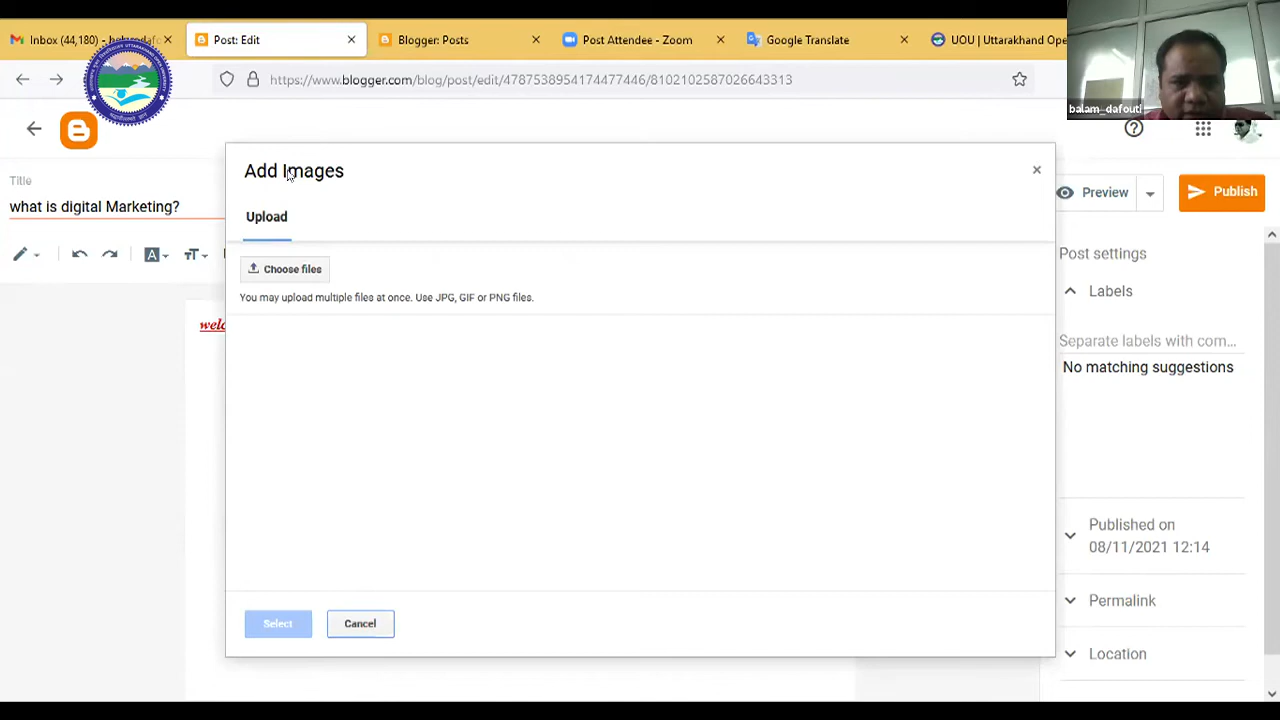 Inbox (44,180) -
Post: Edit
Blogger: Posts
Post Attendee - Zoom
Google Translate
UOU | Uttarakhand Ope
https://www.blogger.com/blog/post/edit/4787538954174477446/8102102587026643313
balam_dafouti
Title
what is digital Marketing?
Preview
Publish
Add Images
Upload
Choose files
You may upload multiple files at once. Use JPG, GIF or PNG files.
welc
Select
Cancel
Post settings
Labels
Separate labels with com...
No matching suggestions
Published on
08/11/2021 12:14
Permalink
Location